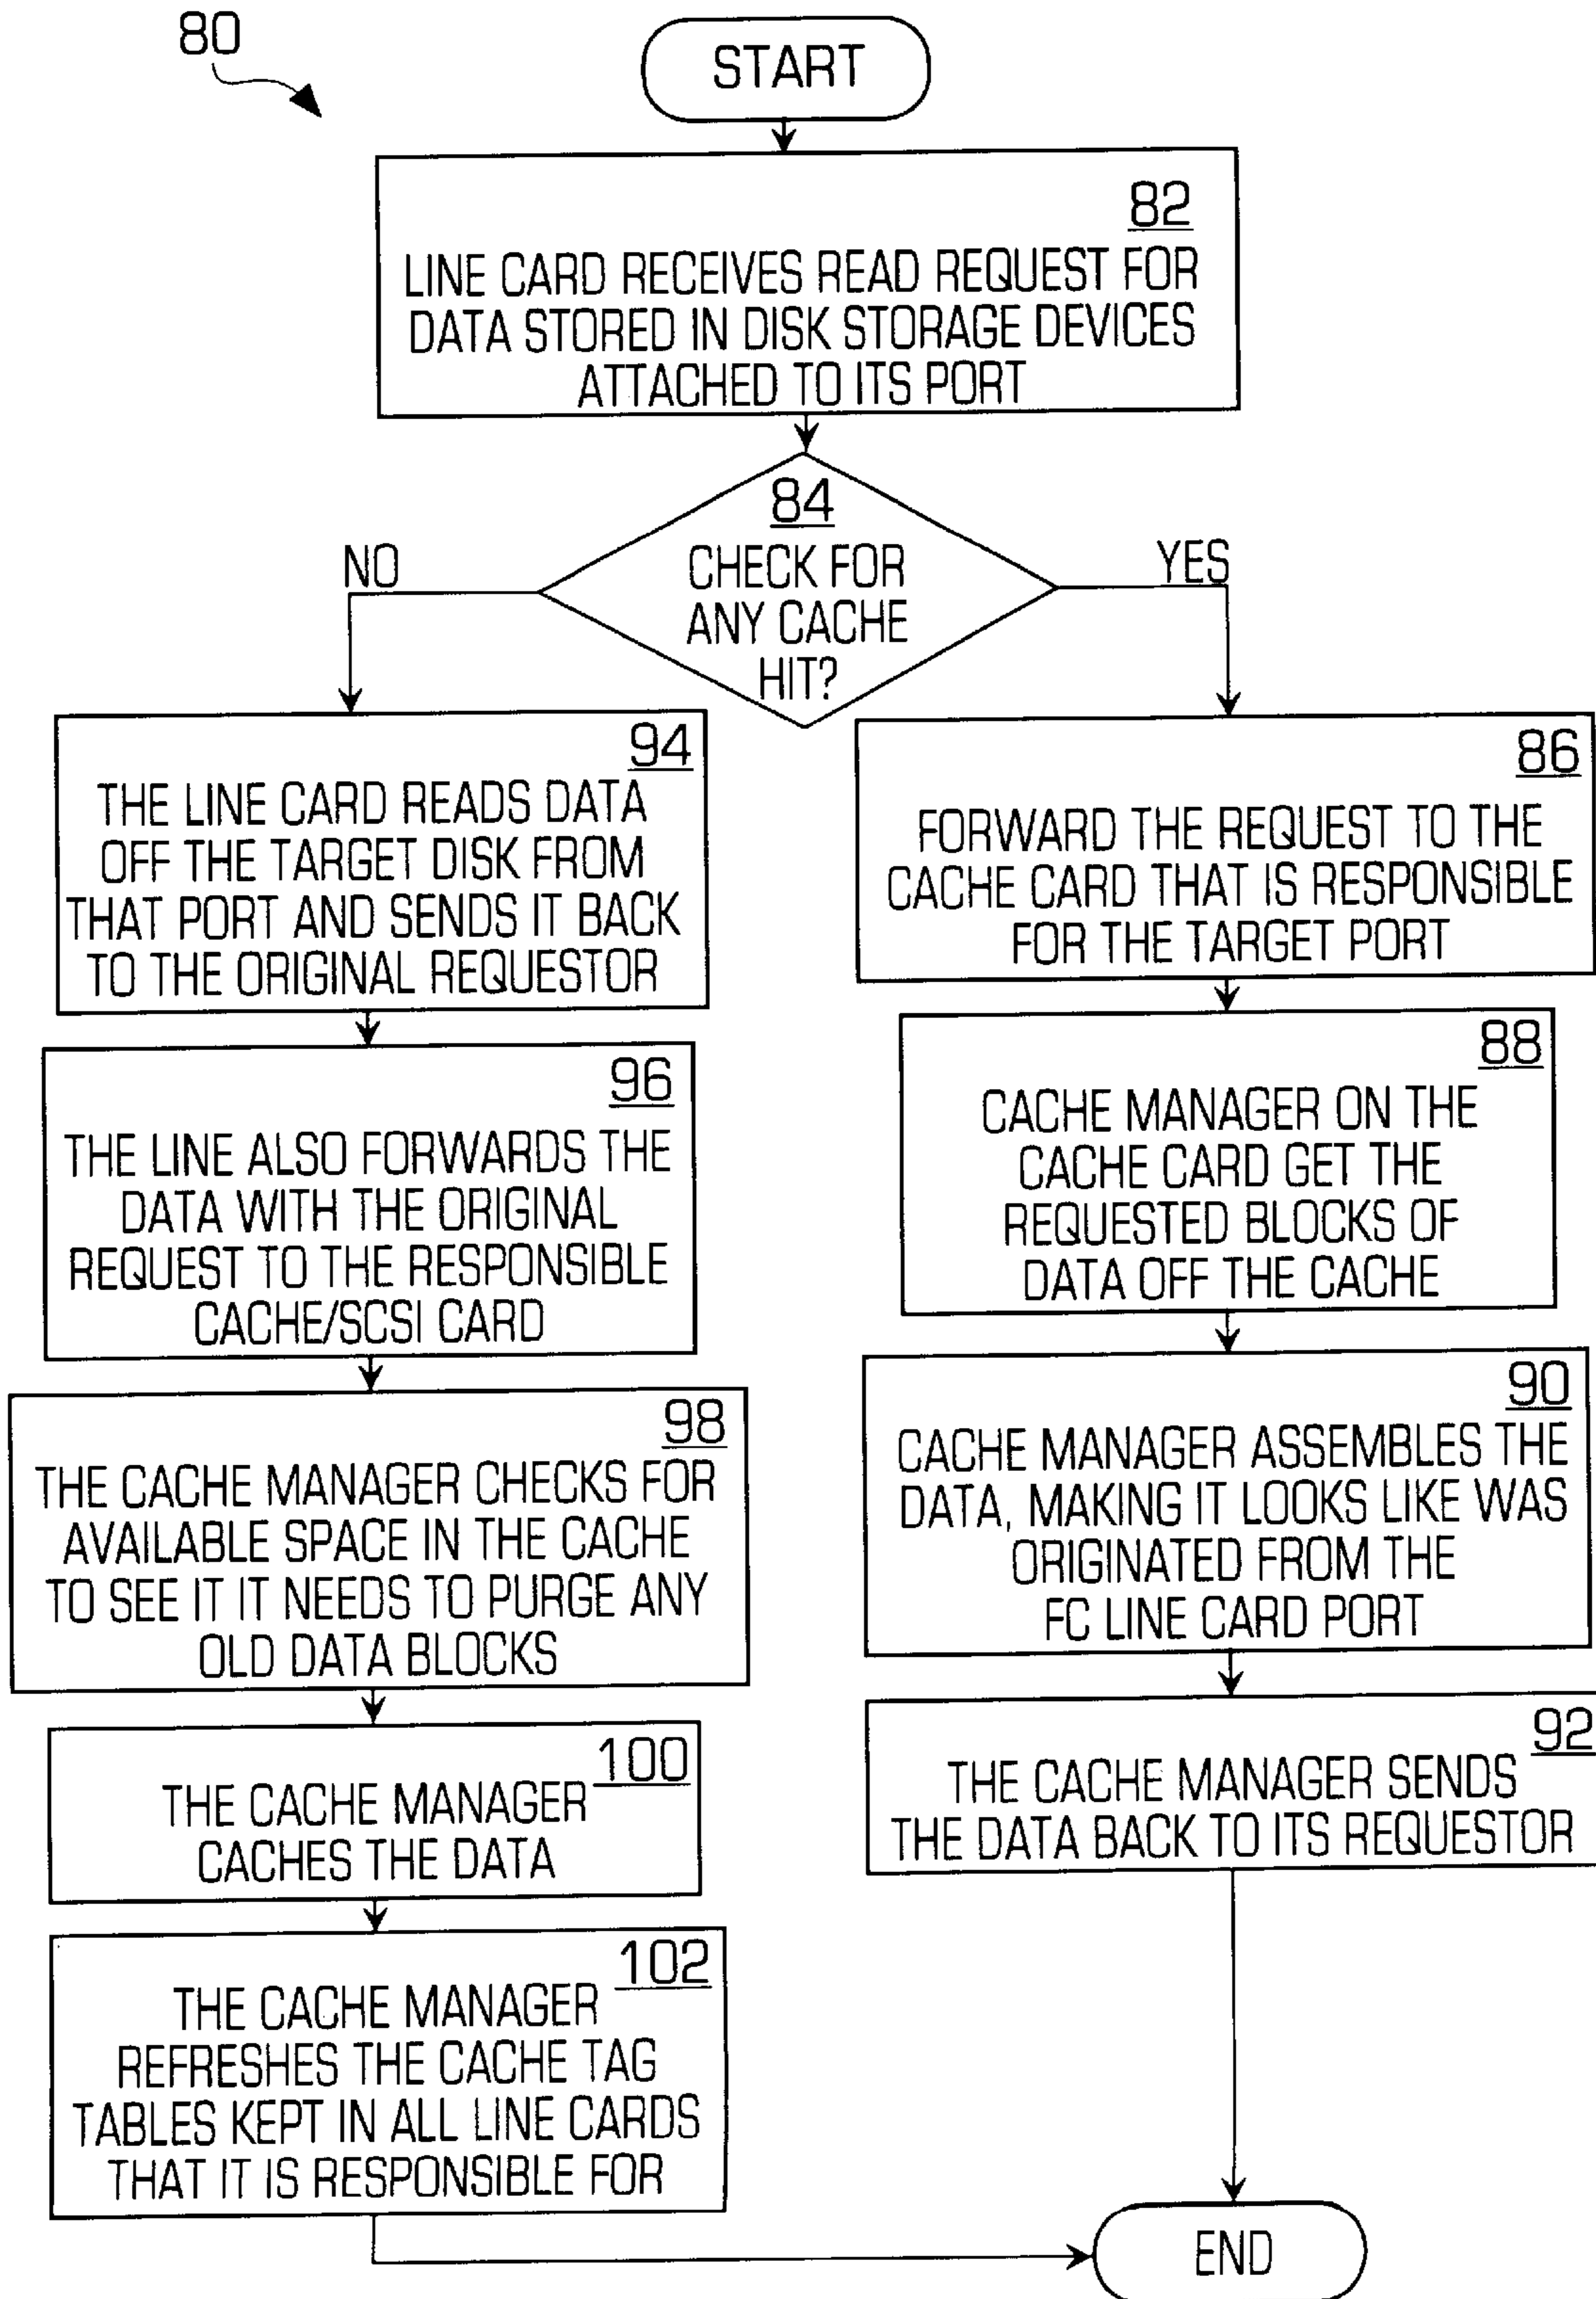 80
START
82
LINE CARD RECEIVES READ REQUEST FOR
DATA STORED IN DISK STORAGE DEVICES
ATTACHED TO ITS PORT
84
CHECK FOR
ANY CACHE
HIT?
NO
YES
94
THE LINE CARD READS DATA
OFF THE TARGET DISK FROM
THAT PORT AND SENDS IT BACK
TO THE ORIGINAL REQUESTOR
96
THE LINE ALSO FORWARDS THE
DATA WITH THE ORIGINAL
REQUEST TO THE RESPONSIBLE
CACHE/SCSI CARD
98
THE CACHE MANAGER CHECKS FOR
AVAILABLE SPACE IN THE CACHE
TO SEE IT IT NEEDS TO PURGE ANY
OLD DATA BLOCKS
100
THE CACHE MANAGER
CACHES THE DATA
102
THE CACHE MANAGER
REFRESHES THE CACHE TAG
TABLES KEPT IN ALL LINE CARDS
THAT IT IS RESPONSIBLE FOR
86
FORWARD THE REQUEST TO THE
CACHE CARD THAT IS RESPONSIBLE
FOR THE TARGET PORT
88
CACHE MANAGER ON THE
CACHE CARD GET THE
REQUESTED BLOCKS OF
DATA OFF THE CACHE
90
CACHE MANAGER ASSEMBLES THE
DATA, MAKING IT LOOKS LIKE WAS
ORIGINATED FROM THE
FC LINE CARD PORT
92
THE CACHE MANAGER SENDS
THE DATA BACK TO ITS REQUESTOR
END